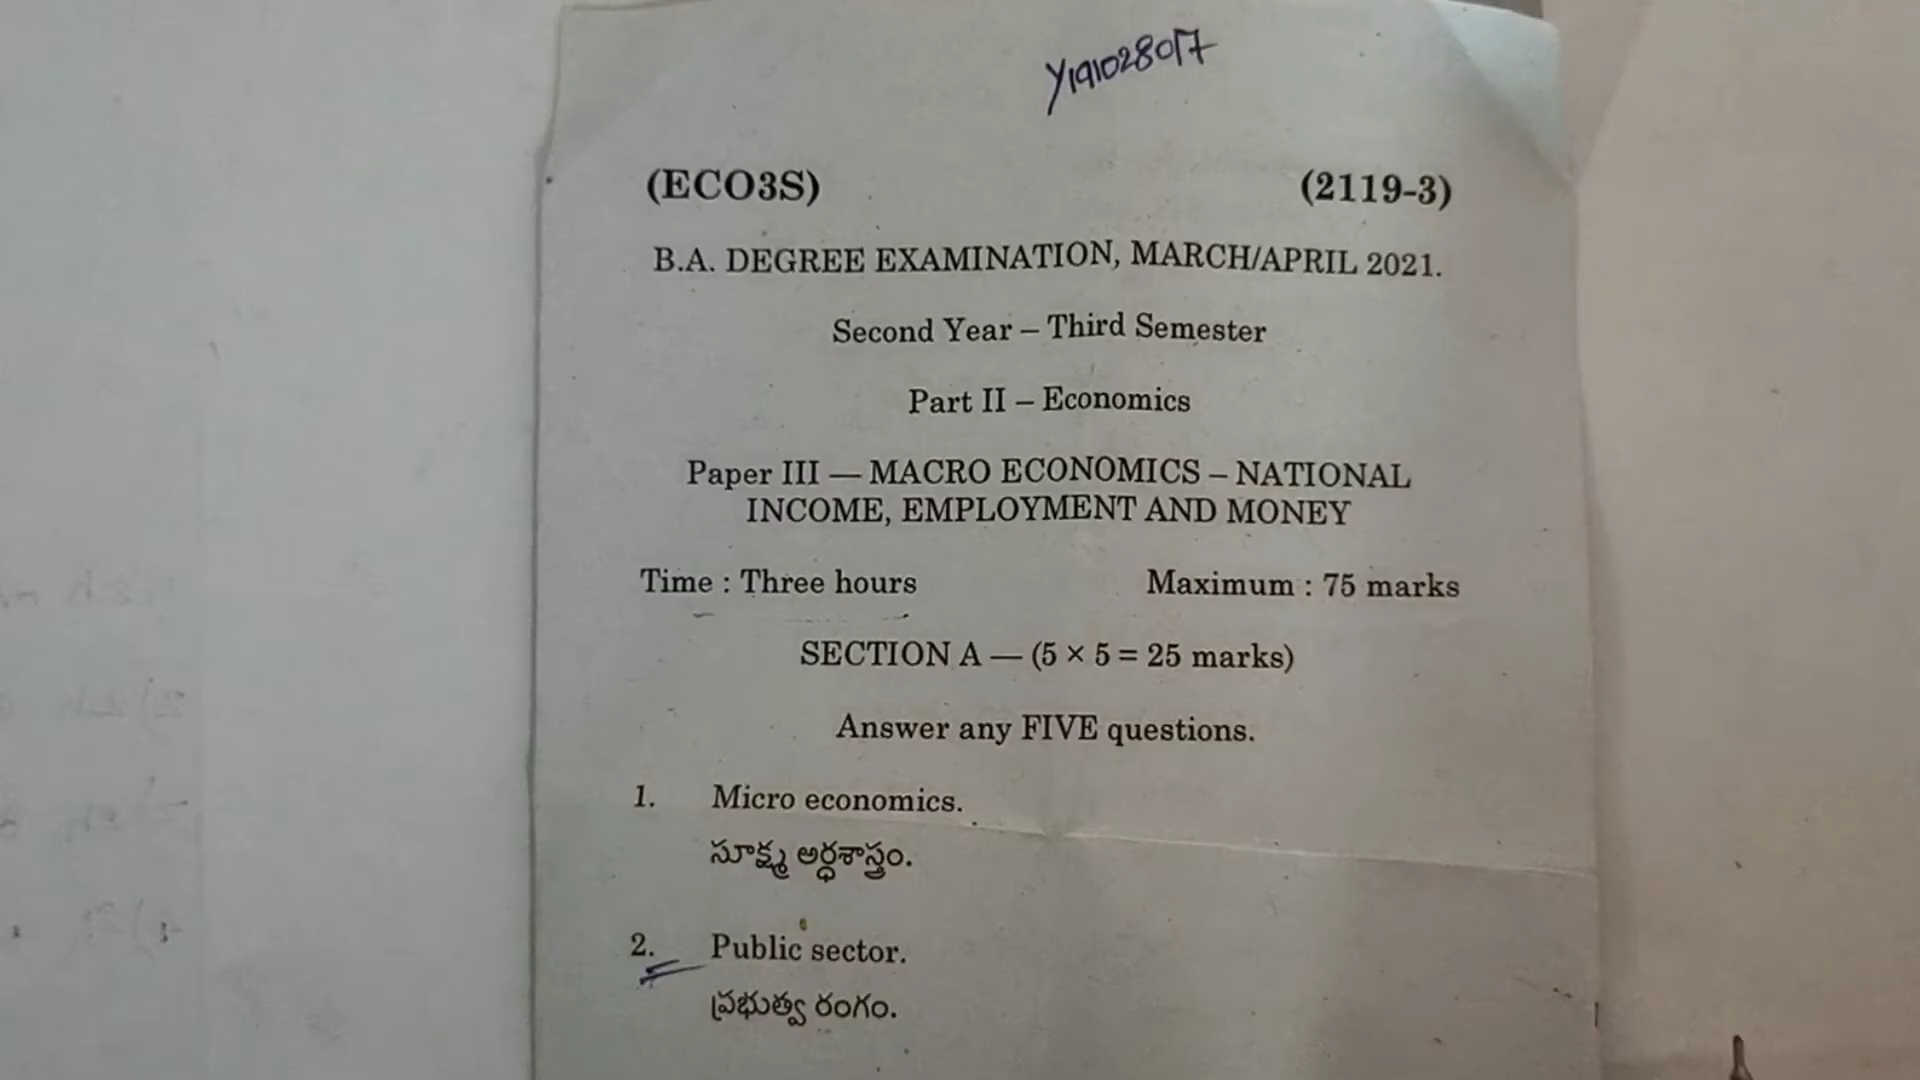 Y191028017
(ECO3S) (2119-3)
B.A. DEGREE EXAMINATION, MARCH/APRIL 2021.
Second Year – Third Semester
Part II – Economics
Paper III — MACRO ECONOMICS – NATIONAL
INCOME, EMPLOYMENT AND MONEY
Time : Three hours Maximum : 75 marks
SECTION A — (5 × 5 = 25 marks)
Answer any FIVE questions.
1. Micro economics.
సూక్ష్మ అర్ధశాస్త్రం.
2. Public sector.
ప్రభుత్వ రంగం.